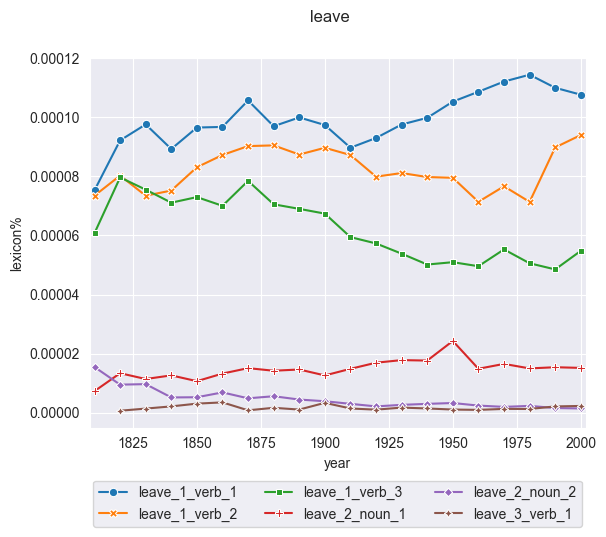 leave
0.00012
0.00010
0.00008
0.00006
0.00004
0.00002
0.00000
lexicon%
1825 1850 1875 1900 1925 1950 1975 2000
year
leave_1_verb_1 leave_1_verb_3 leave_2_noun_2
leave_1_verb_2 leave_2_noun_1 leave_3_verb_1